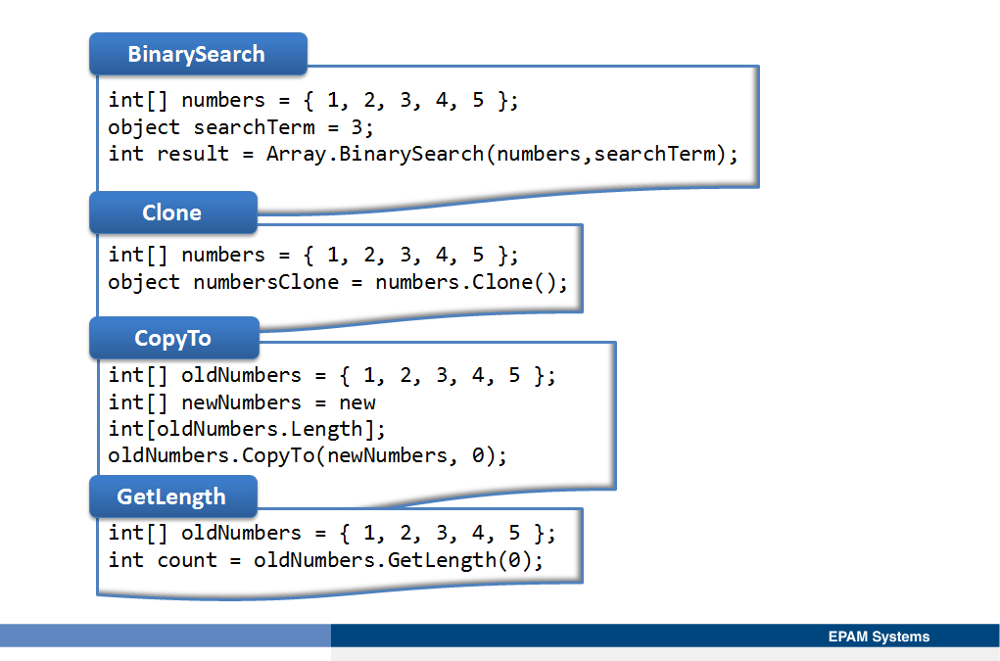 BinarySearch
int[] numbers = { 1, 2, 3, 4, 5 };
object searchTerm = 3;
int result = Array.BinarySearch(numbers,searchTerm);
Clone
int[] numbers = { 1, 2, 3, 4, 5 };
object numbersClone = numbers.Clone();
CopyTo
int[] oldNumbers = { 1, 2, 3, 4, 5 };
int[] newNumbers = new
int[oldNumbers.Length];
oldNumbers.CopyTo(newNumbers, 0);
GetLength
int[] oldNumbers = { 1, 2, 3, 4, 5 };
int count = oldNumbers.GetLength(0);
EPAM Systems